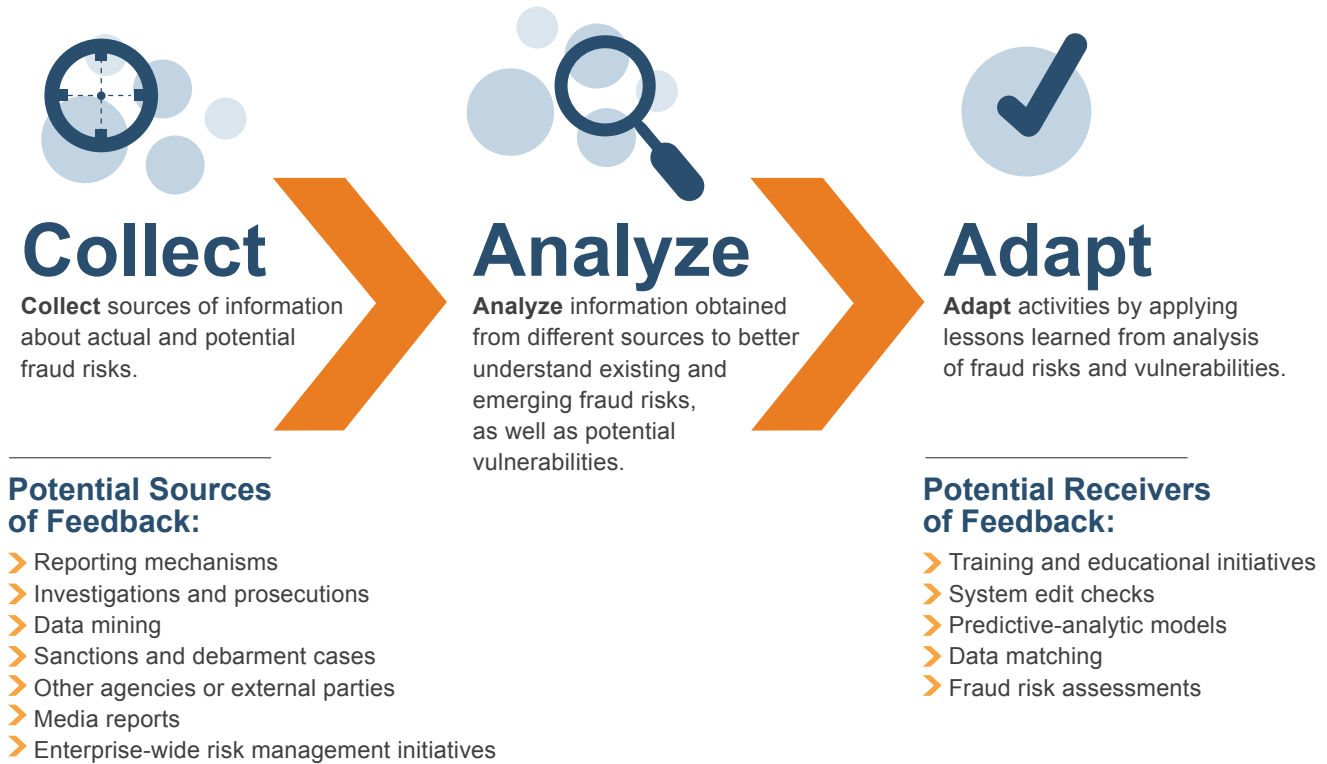 Collect
Collect sources of information
about actual and potential
fraud risks.
Potential Sources
of Feedback:
Reporting mechanisms
Investigations and prosecutions
Data mining
Sanctions and debarment cases
Other agencies or external parties
Media reports
Enterprise-wide risk management initiatives
Analyze
Analyze information obtained
from different sources to better
understand existing and
emerging fraud risks,
as well as potential
vulnerabilities.
Adapt
Adapt activities by applying
lessons learned from analysis
of fraud risks and vulnerabilities.
Potential Receivers
of Feedback:
Training and educational initiatives
System edit checks
Predictive-analytic models
Data matching
Fraud risk assessments